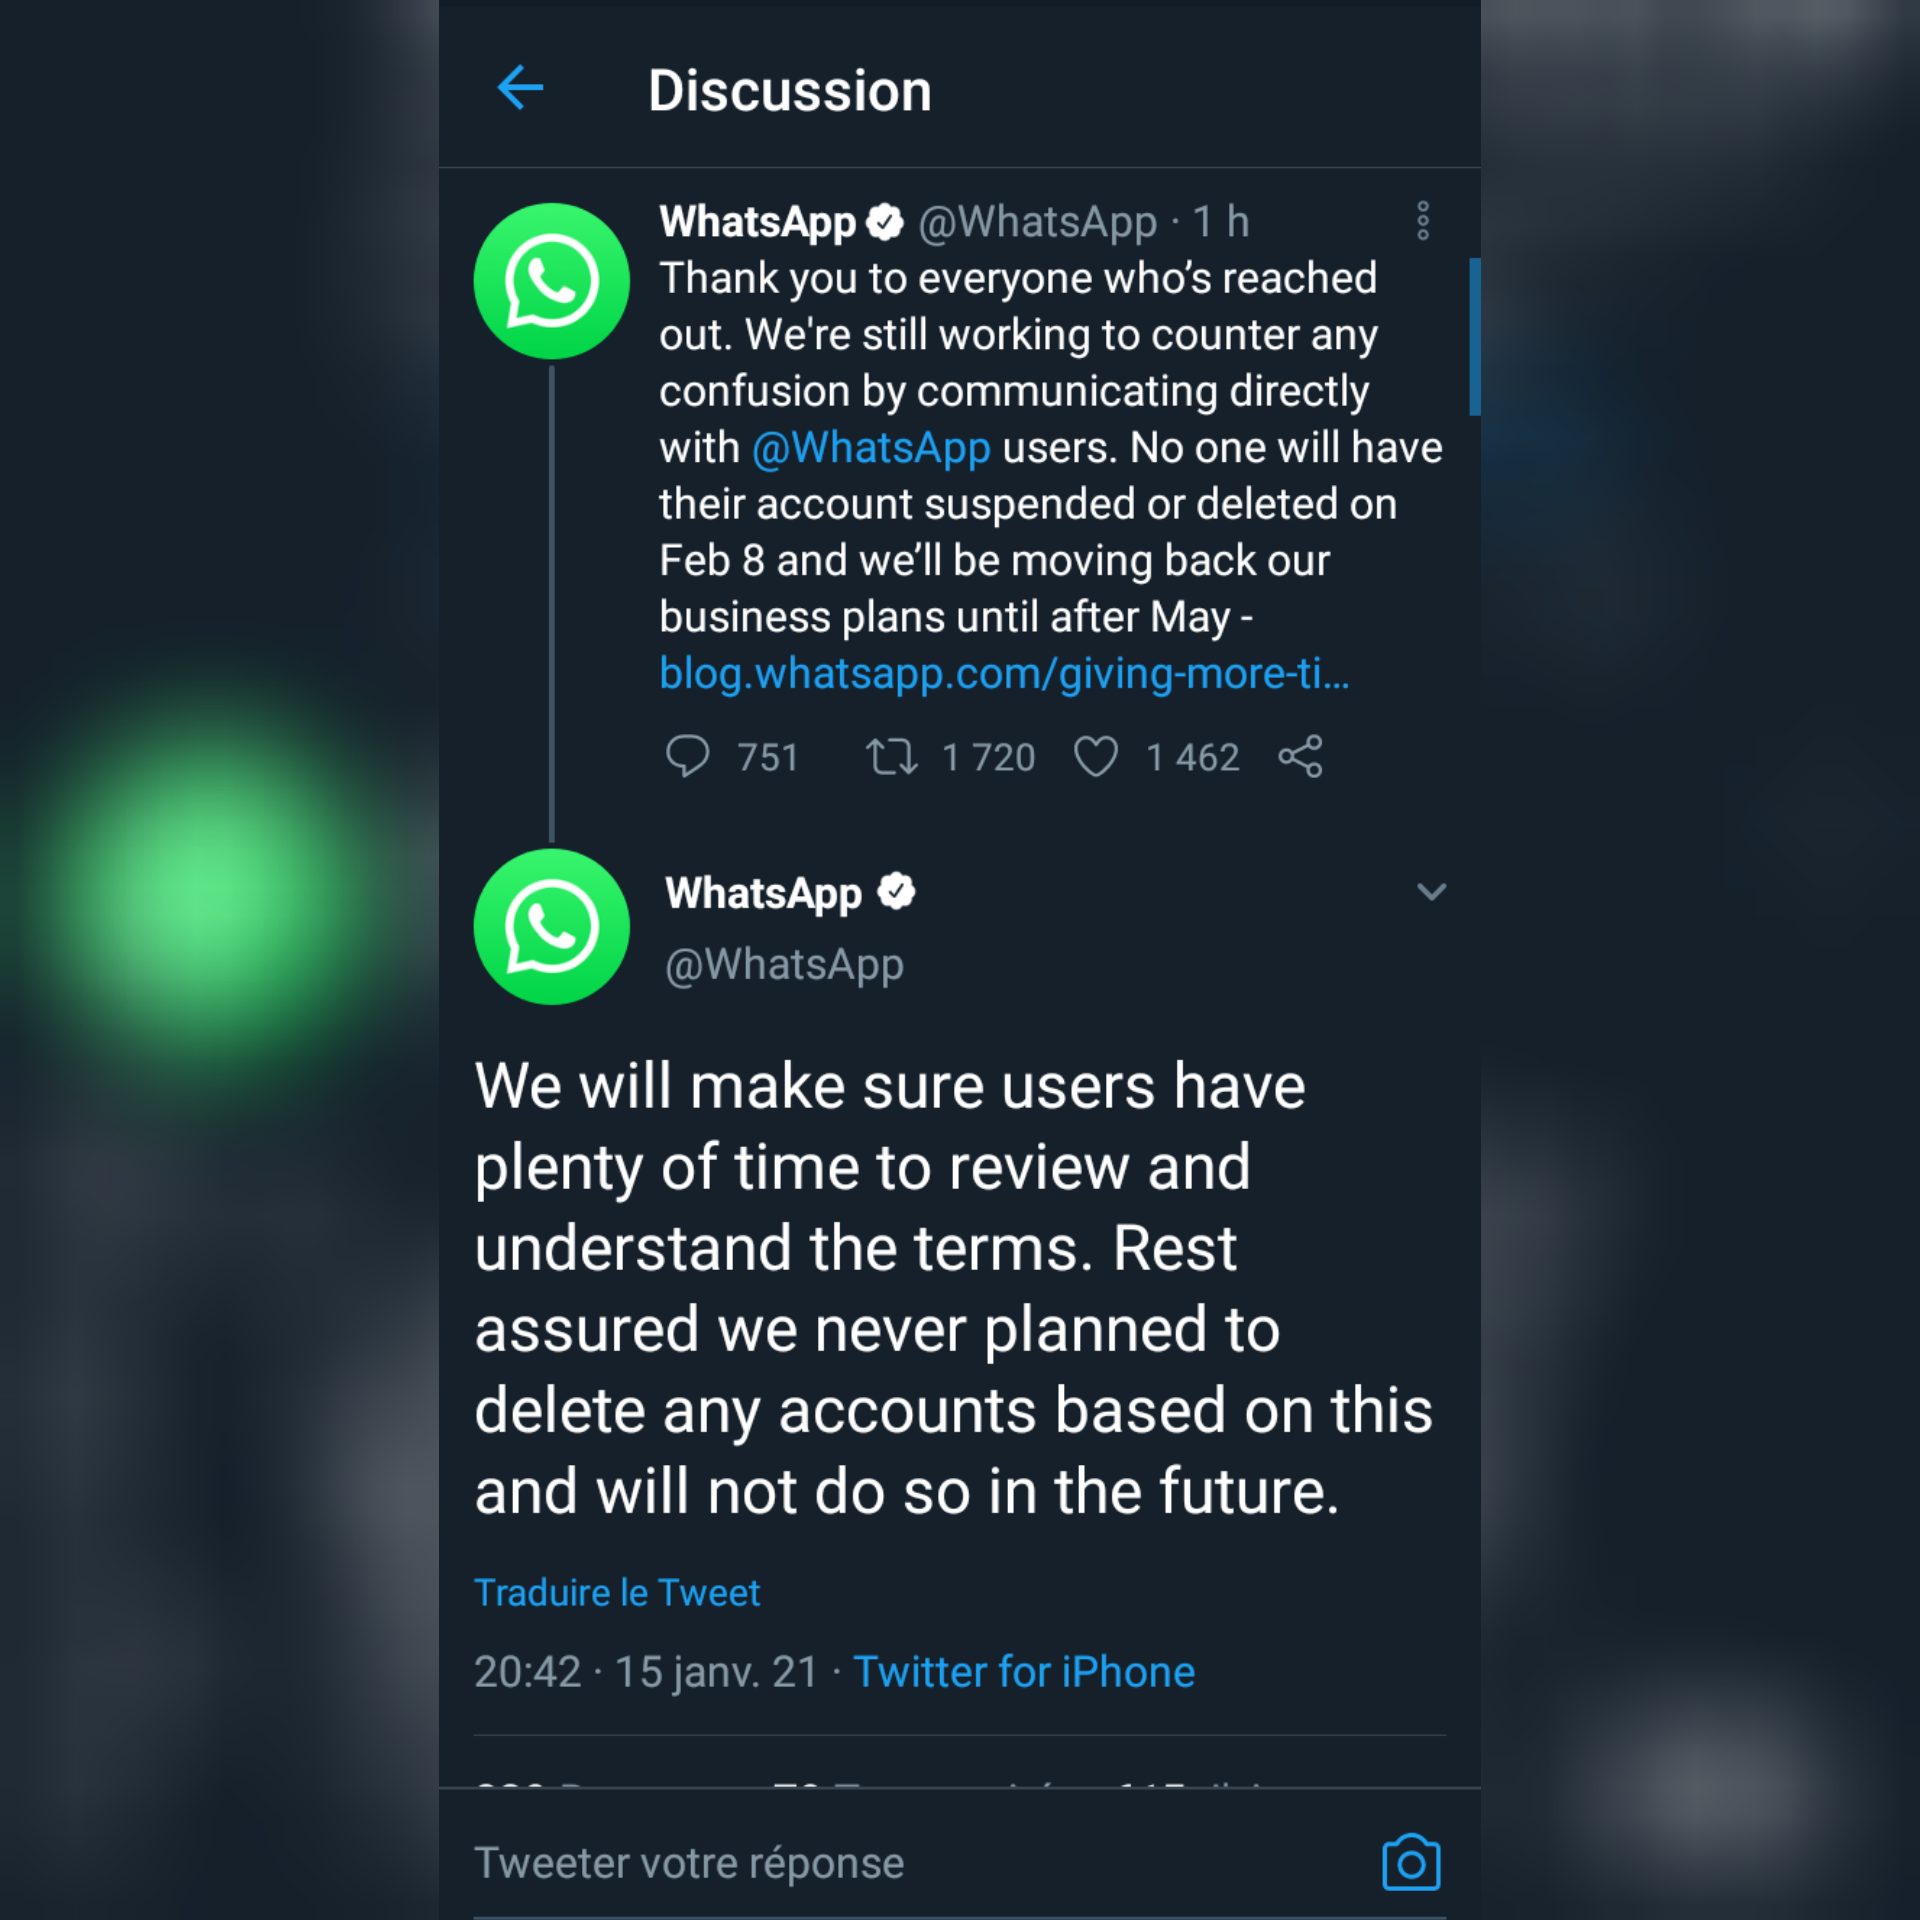 Discussion
WhatsApp @WhatsApp · 1 h
Thank you to everyone who’s reached
out. We're still working to counter any
confusion by communicating directly
with @WhatsApp users. No one will have
their account suspended or deleted on
Feb 8 and we’ll be moving back our
business plans until after May -
blog.whatsapp.com/giving-more-ti...
751 1 720 1 462
WhatsApp
@WhatsApp
We will make sure users have
plenty of time to review and
understand the terms. Rest
assured we never planned to
delete any accounts based on this
and will not do so in the future.
Traduire le Tweet
20:42 · 15 janv. 21 · Twitter for iPhone
Tweeter votre réponse